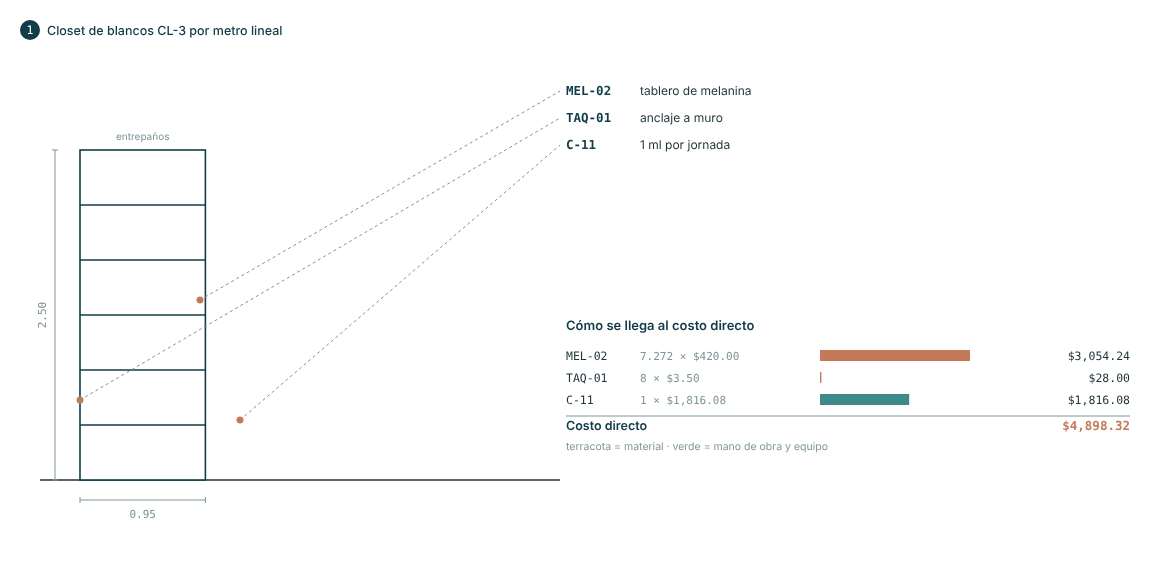 1 Closet de blancos CL-3 por metro lineal
MEL-02 tablero de melanina
TAQ-01 anclaje a muro
C-11 1 ml por jornada
entrepaños
2.50
0.95
Cómo se llega al costo directo
MEL-02 7.272 × $420.00 $3,054.24
TAQ-01 8 × $3.50 $28.00
C-11 1 × $1,816.08 $1,816.08
Costo directo $4,898.32
terracota = material · verde = mano de obra y equipo